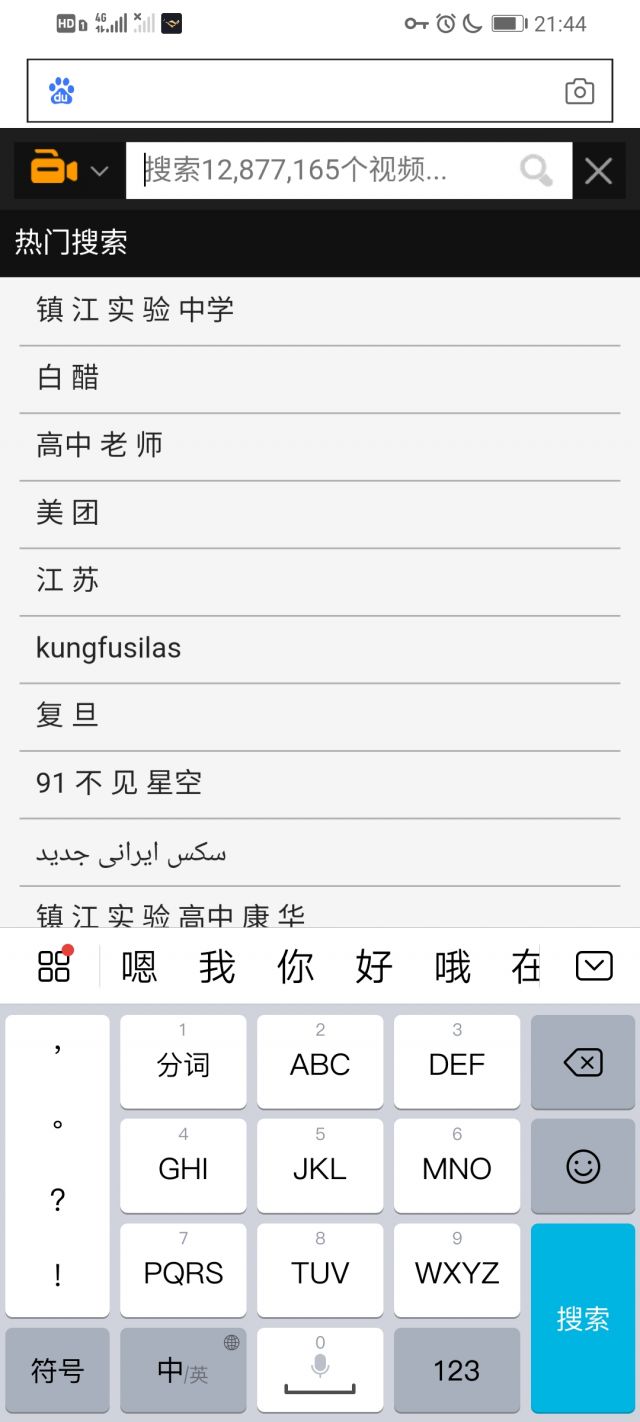 HD 1 4G 21:44
du
搜索12,877,165个视频...
热门搜索
镇 江 实 验 中学
白 醋
高中 老 师
美 团
江 苏
kungfusilas
复 旦
91 不 见 星空
سکس ایرانی جدید
镇 江 实 验 高中 康 华
嗯 我 你 好 哦 在
， 1 分词 2 ABC 3 DEF
。 4 GHI 5 JKL 6 MNO
？
！ 7 PQRS 8 TUV 9 WXYZ 搜索
符号 中/英 0 123